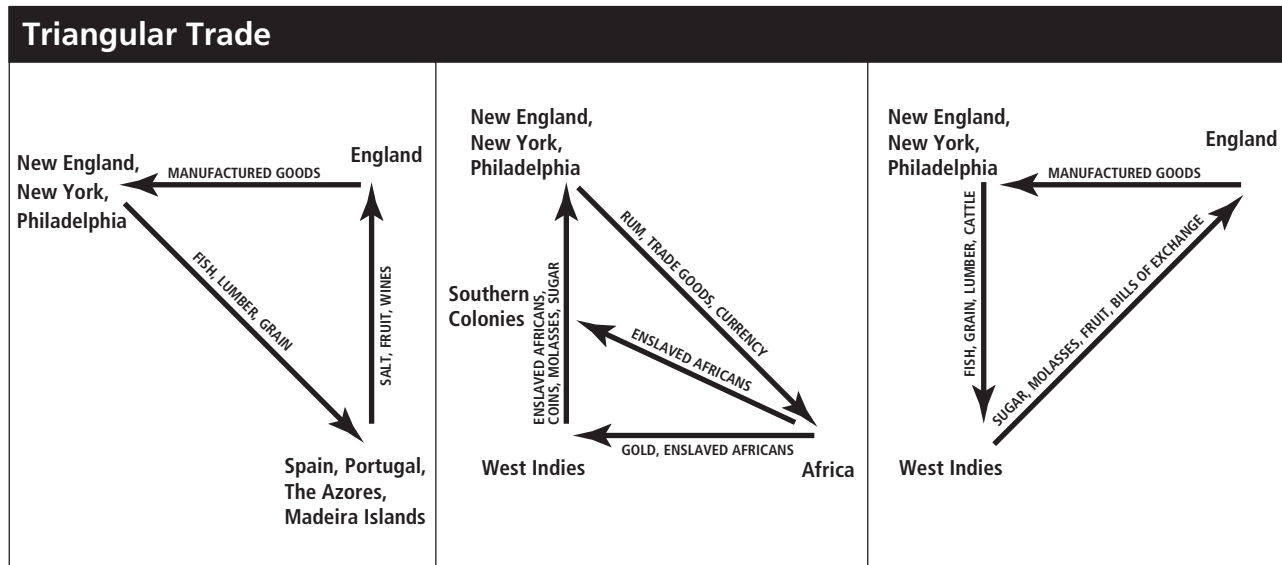 Triangular Trade
New England,
New York,
Philadelphia
England
MANUFACTURED GOODS
FISH, LUMBER, GRAIN
SALT, FRUIT, WINES
Spain, Portugal,
The Azores,
Madeira Islands
New England,
New York,
Philadelphia
RUM, TRADE GOODS, CURRENCY
Southern
Colonies
ENSLAVED AFRICANS,
COINS, MOLASSES, SUGAR
ENSLAVED AFRICANS
GOLD, ENSLAVED AFRICANS
West Indies
Africa
New England,
New York,
Philadelphia
England
MANUFACTURED GOODS
FISH, GRAIN, LUMBER, CATTLE
SUGAR, MOLASSES, FRUIT, BILLS OF EXCHANGE
West Indies